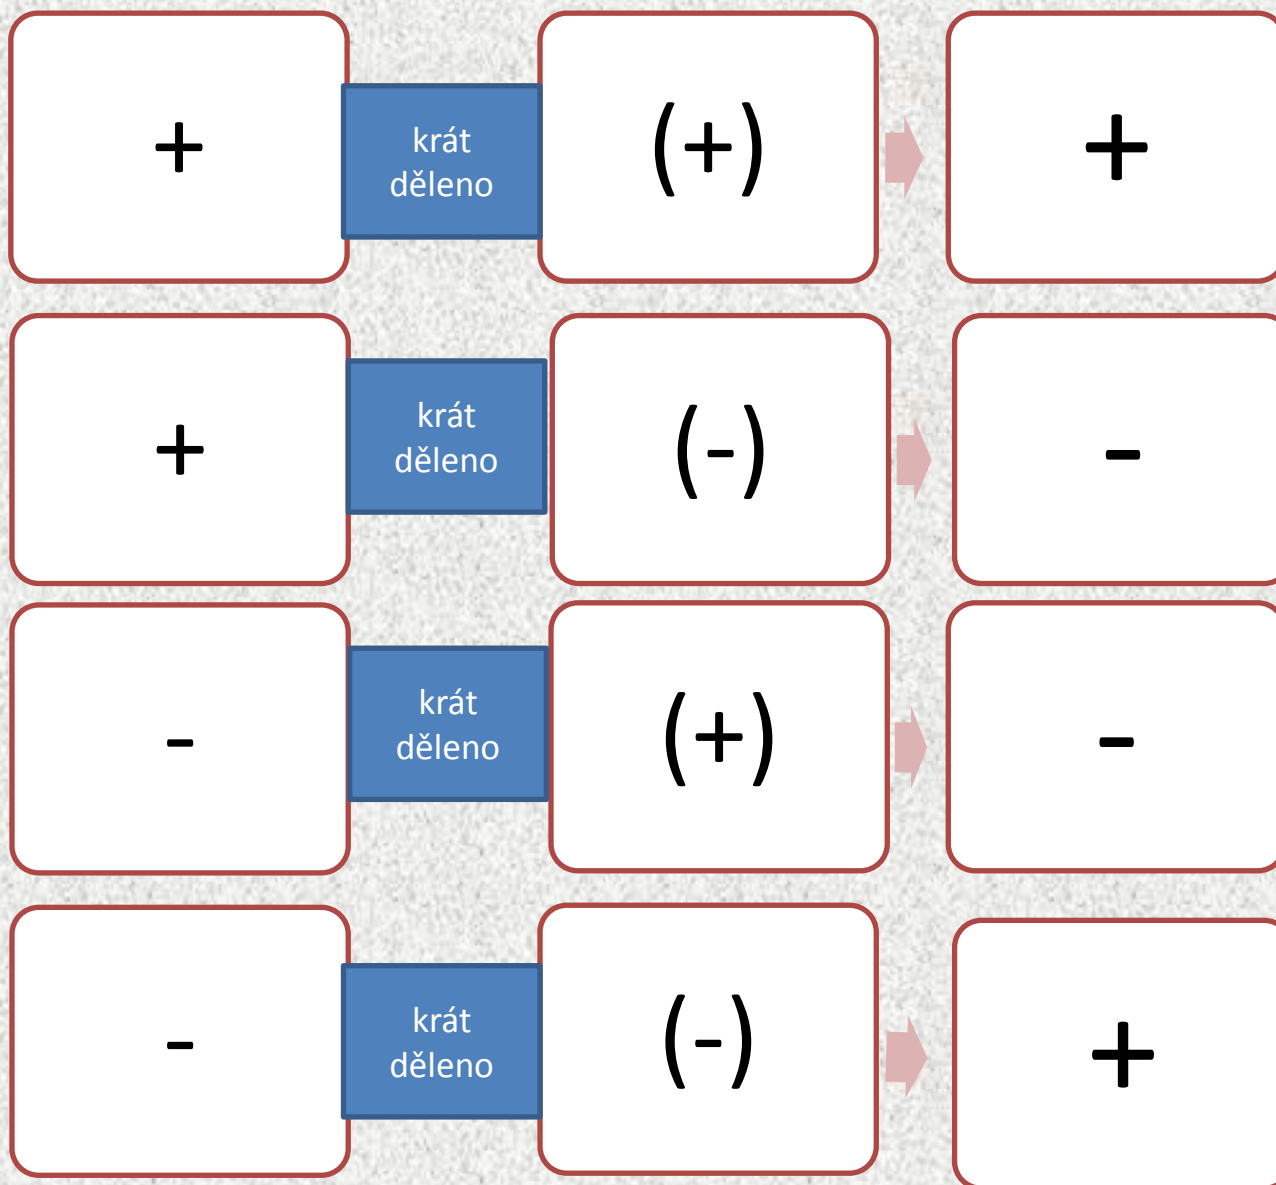 +
krát
děleno
(+)
+
+
krát
děleno
(-)
-
-
krát
děleno
(+)
-
-
krát
děleno
(-)
+